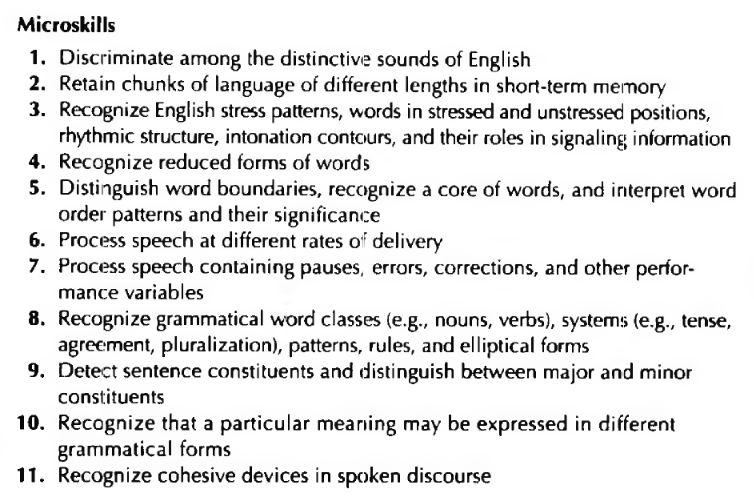 Microskills
1. Discriminate among the distinctive sounds of English
2. Retain chunks of language of different lengths in short-term memory
3. Recognize English stress patterns, words in stressed and unstressed positions,
rhythmic structure, intonation contours, and their roles in signaling information
4. Recognize reduced forms of words
5. Distinguish word boundaries, recognize a core of words, and interpret word
order patterns and their significance
6. Process speech at different rates of delivery
7. Process speech containing pauses, errors, corrections, and other perfor-
mance variables
8. Recognize grammatical word classes (e.g., nouns, verbs), systems (e.g., tense,
agreement, pluralization), patterns, rules, and elliptical forms
9. Detect sentence constituents and distinguish between major and minor
constituents
10. Recognize that a particular meaning may be expressed in different
grammatical forms
11. Recognize cohesive devices in spoken discourse